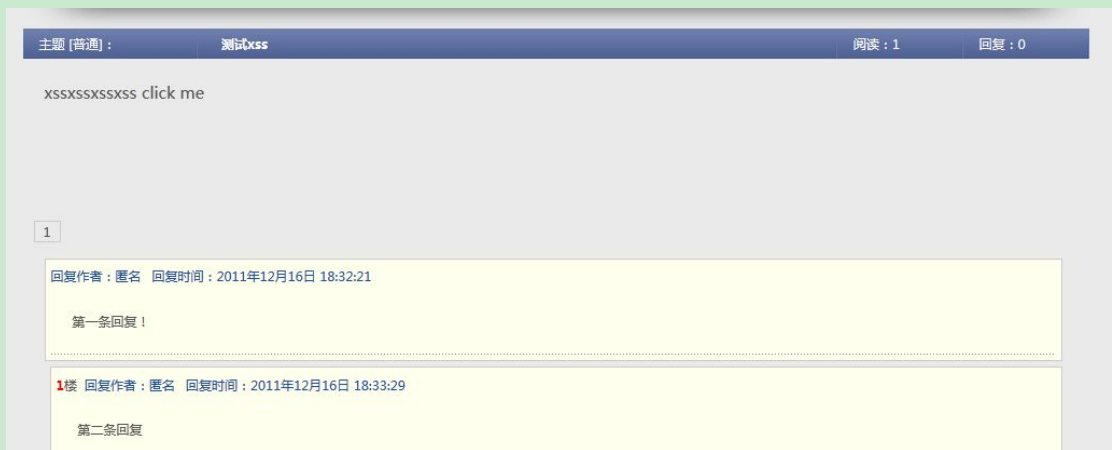 主题 [普通]： 测试xss 阅读：1 回复：0
xssxssxssxss click me
1
回复作者：匿名 回复时间：2011年12月16日 18:32:21
第一条回复！
1楼 回复作者：匿名 回复时间：2011年12月16日 18:33:29
第二条回复